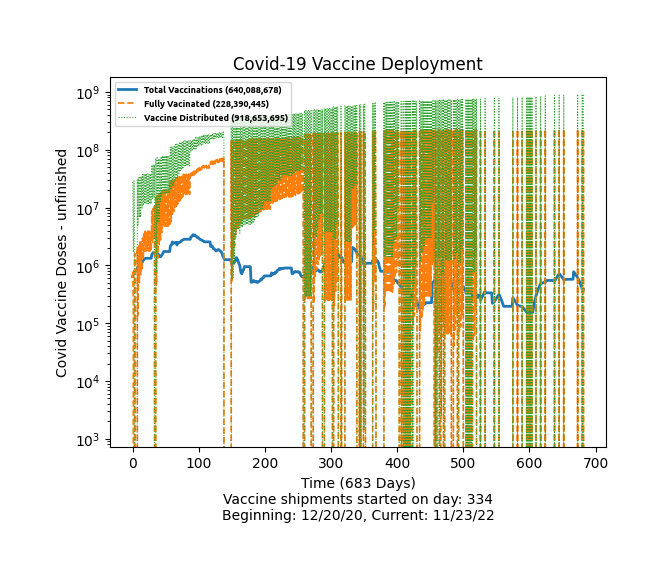 Covid-19 Vaccine Deployment
Total Vaccinations (640,088,678)
Fully Vacinated (228,390,445)
Vaccine Distributed (918,653,695)
Covid Vaccine Doses - unfinished
10⁹
10⁸
10⁷
10⁶
10⁵
10⁴
10³
0 100 200 300 400 500 600 700
Time (683 Days)
Vaccine shipments started on day: 334
Beginning: 12/20/20, Current: 11/23/22